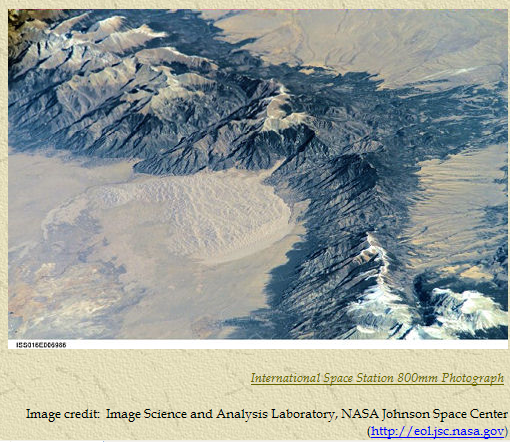 ISS016E006986
International Space Station 800mm Photograph
Image credit: Image Science and Analysis Laboratory, NASA Johnson Space Center
(http://eol.jsc.nasa.gov)